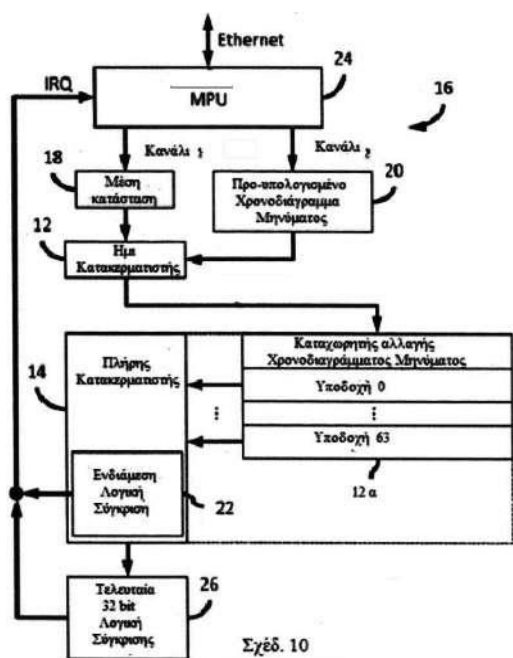 Ethernet
24
IRQ
MPU
16
Κανάλι 1
Κανάλι 2
18
Μέση
κατάσταση
Προ-υπολογισμένο
Χρονοδιάγραμμα
Μηνύματος
20
12
Ημι
Κατακερματιστής
Καταχωρητής αλλαγής
Χρονοδιαγράμματος Μηνύματος
14
Πλήρης
Κατακερματιστής
Υποδοχή 0
⋮
⋮
Υποδοχή 63
Ενδιάμεση
Λογική
Σύγκριση
22
12 α
Τελευταία
32 bit
Λογική
Σύγκρισης
26
Σχέδ. 10